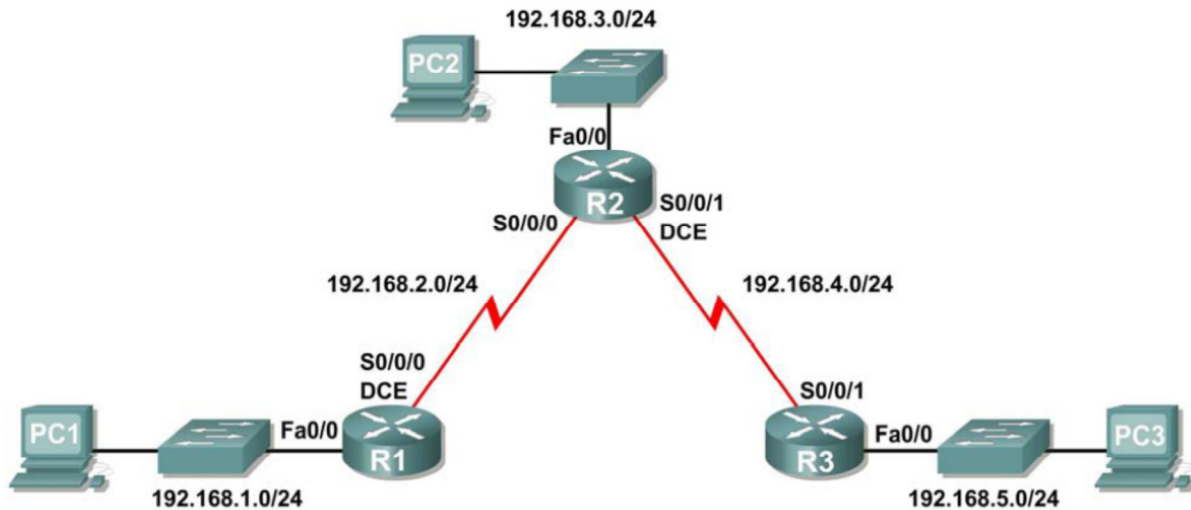 192.168.3.0/24
PC2
Fa0/0
R2
S0/0/1
DCE
S0/0/0
192.168.2.0/24
192.168.4.0/24
S0/0/0
DCE
S0/0/1
PC1
Fa0/0
R1
R3
Fa0/0
PC3
192.168.1.0/24
192.168.5.0/24